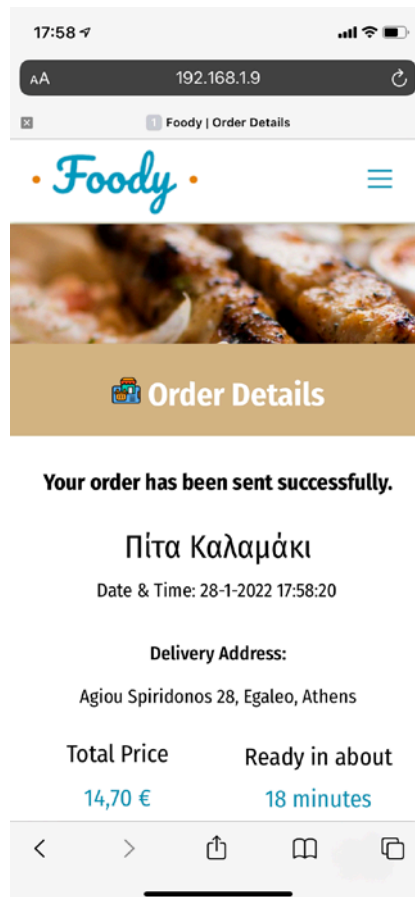 17:58
AA 192.168.1.9
1 Foody | Order Details
Foody
Order Details
Your order has been sent successfully.
Πίτα Καλαμάκι
Date & Time: 28-1-2022 17:58:20
Delivery Address:
Agiou Spiridonos 28, Egaleo, Athens
Total Price Ready in about
14,70 € 18 minutes